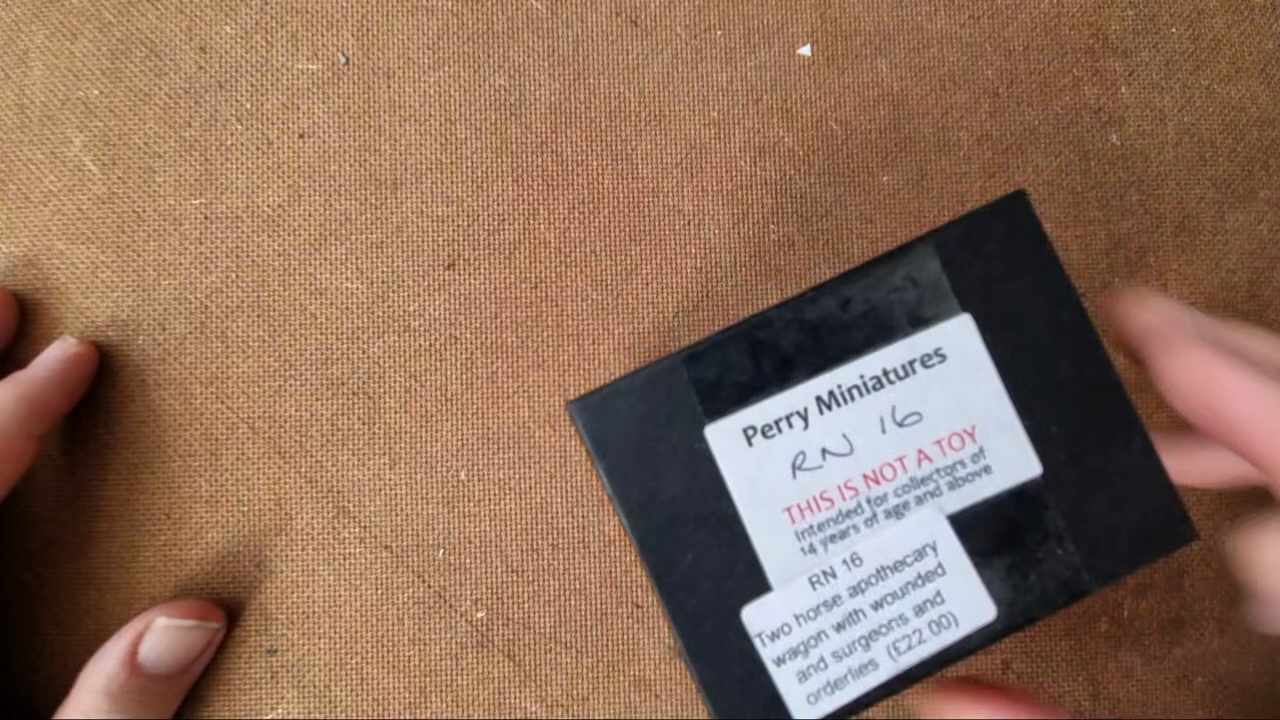 Perry Miniatures
RN 16
THIS IS NOT A TOY
Intended for collectors of
14 years of age and above
RN 16
Two horse apothecary
wagon with wounded
and surgeons and
orderlies (£22.00)